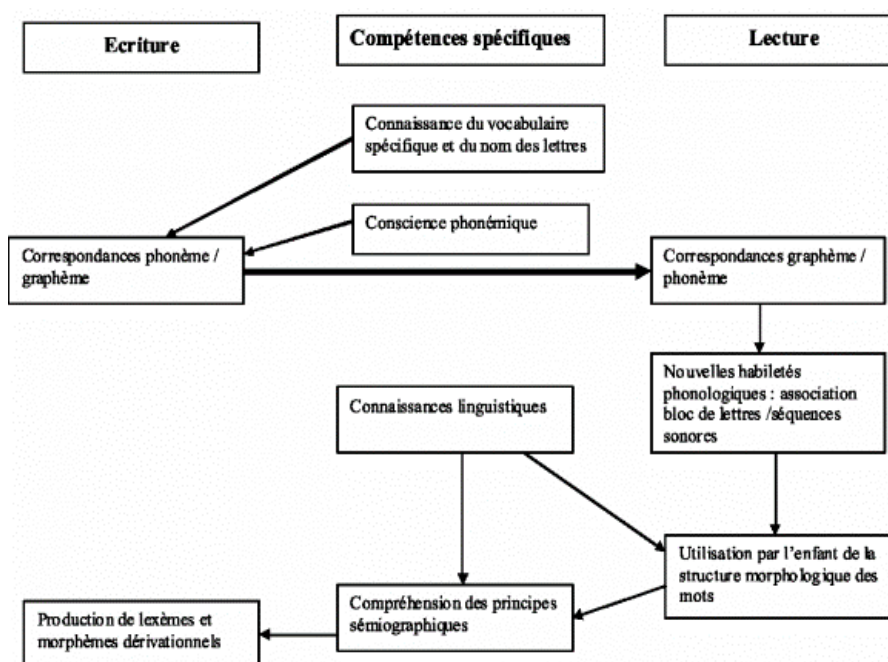 Ecriture
Compétences spécifiques
Lecture
Connaissance du vocabulaire
spécifique et du nom des lettres
Conscience phonémique
Correspondances phonème /
graphème
Correspondances graphème /
phonème
Nouvelles habiletés
phonologiques : association
bloc de lettres /séquences
sonores
Connaissances linguistiques
Utilisation par l'enfant de la
structure morphologique des
mots
Compréhension des principes
sémiographiques
Production de lexèmes et
morphèmes dérivationnels